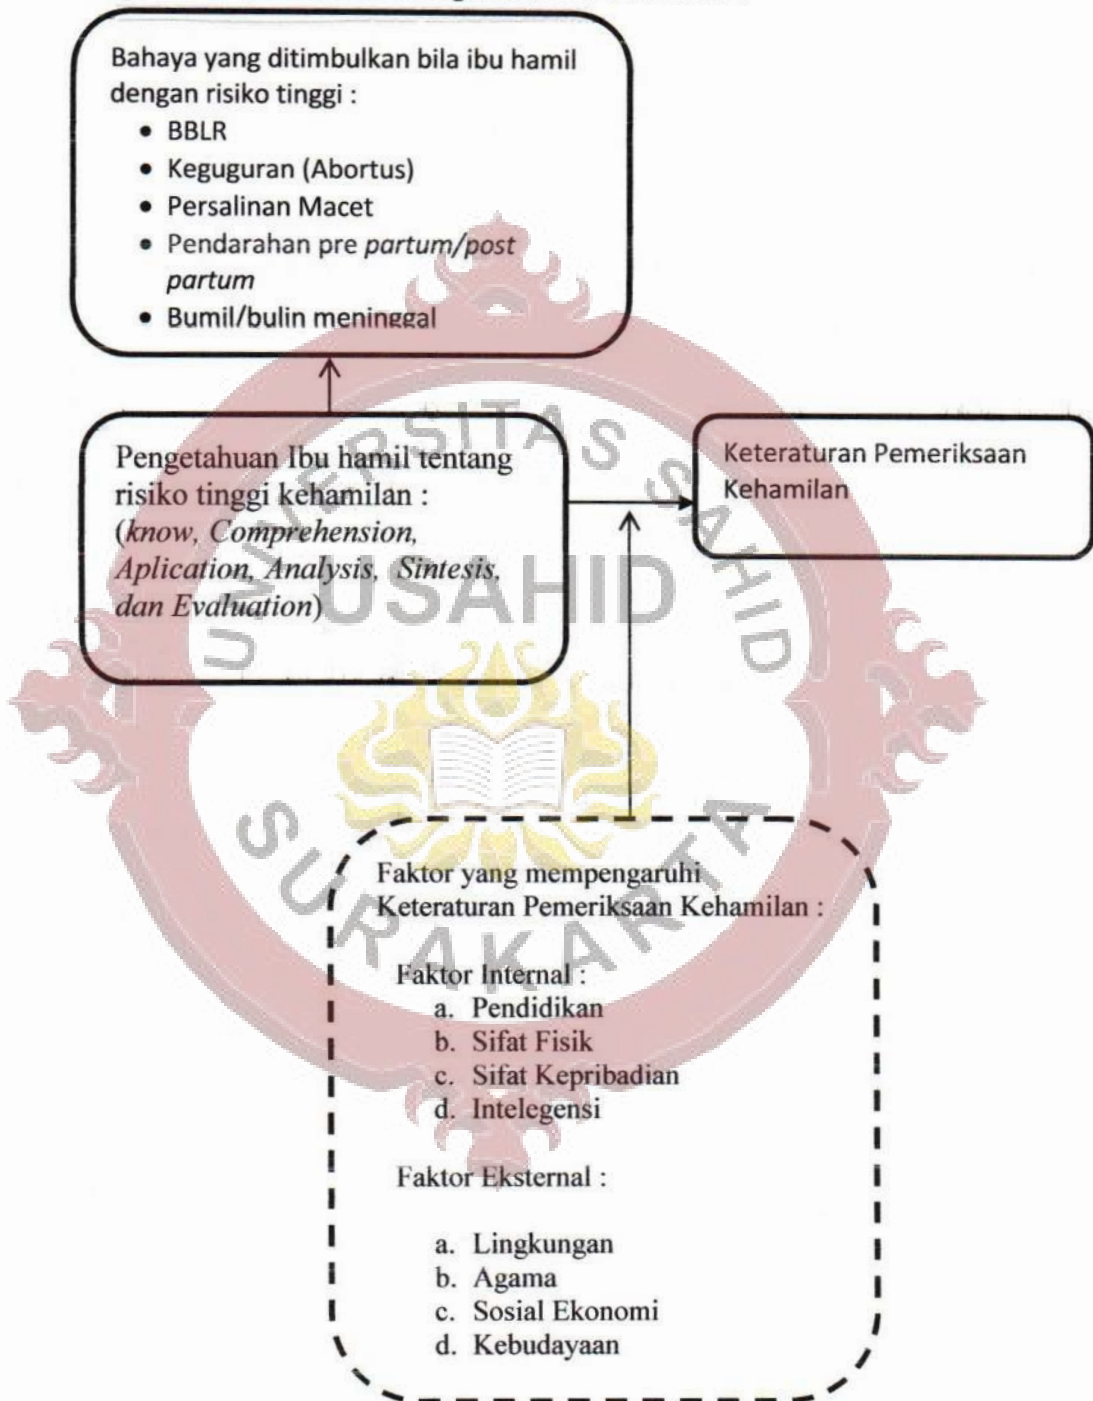 Bahaya yang ditimbulkan bila ibu hamil
dengan risiko tinggi :
• BBLR
• Keguguran (Abortus)
• Persalinan Macet
• Pendarahan pre partum/post
partum
• Bumil/bulin meninggal
Pengetahuan Ibu hamil tentang
risiko tinggi kehamilan :
(know, Comprehension,
Aplication, Analysis, Sintesis,
dan Evaluation)
Keteraturan Pemeriksaan
Kehamilan
UNIVERSITAS SAHID
USAHID
SURAKARTA
Faktor yang mempengaruhi
Keteraturan Pemeriksaan Kehamilan :
Faktor Internal :
a. Pendidikan
b. Sifat Fisik
c. Sifat Kepribadian
d. Intelegensi
Faktor Eksternal :
a. Lingkungan
b. Agama
c. Sosial Ekonomi
d. Kebudayaan